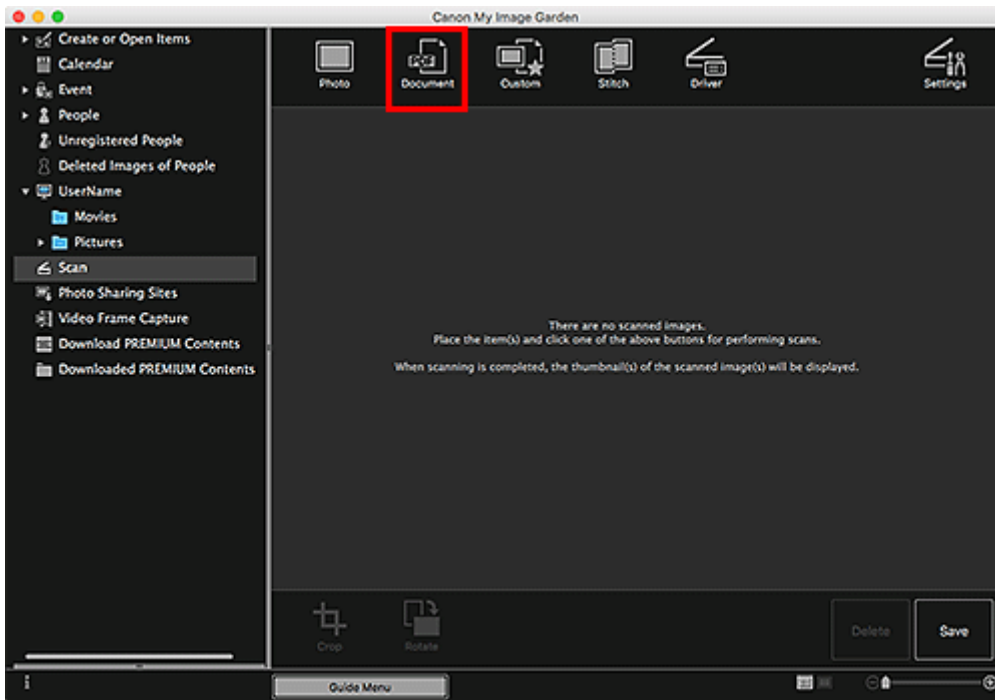 Canon My Image Garden
Create or Open Items
Calendar
Event
People
Unregistered People
Deleted Images of People
UserName
Movies
Pictures
Scan
Photo Sharing Sites
Video Frame Capture
Download PREMIUM Contents
Downloaded PREMIUM Contents
Photo
PDF
Document
Custom
Stitch
Driver
Settings
There are no scanned images.
Place the item(s) and click one of the above buttons for performing scans.
When scanning is completed, the thumbnail(s) of the scanned image(s) will be displayed.
Crop
Rotate
Delete
Save
Guide Menu